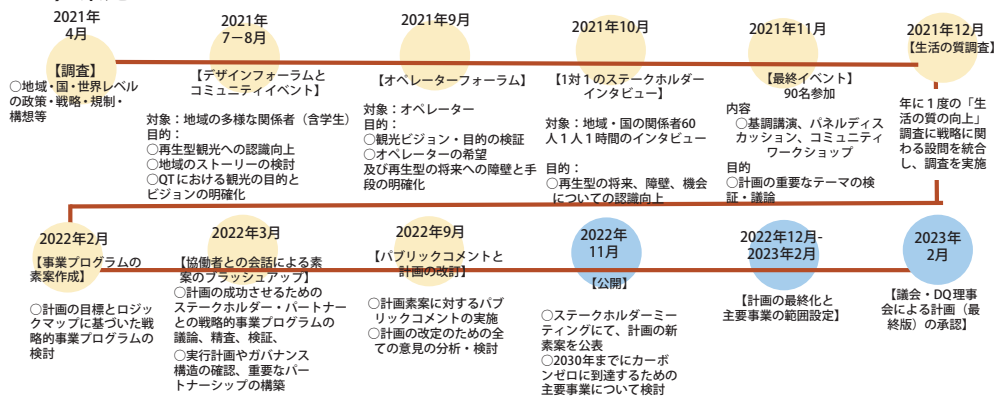 2021年
4月
【調査】
○地域・国・世界レベル
の政策・戦略・規制・
構想等
2021年
7－8月
【デザインフォーラムと
コミュニティイベント】
対象：地域の多様な関係者（含学生）
目的：
○再生型観光への認識向上
○地域のストーリーの検討
○QTにおける観光の目的と
ビジョンの明確化
2021年9月
【オペレーターフォーラム】
対象：オペレーター
目的：
○観光ビジョン・目的の検証
○オペレーターの希望
及び再生型の将来への障壁と手
段の明確化
2021年10月
【1対１のステークホルダー
インタビュー】
対象：地域・国の関係者60
人１人１時間のインタビュー
目的：
○再生型の将来、障壁、機会
についての認識向上
2021年11月
【最終イベント】
90名参加
内容
○基調講演、パネルディス
カッション、コミュニティ
ワークショップ
目的
○計画の重要なテーマの検
証・議論
2021年12月
【生活の質調査】
年に１度の「生
活の質の向上」
調査に戦略に関
わる設問を統合
し、調査を実施
2022年2月
【事業プログラムの
素案作成】
○計画の目標とロジッ
クマップに基づいた戦
略的事業プログラムの
検討
2022年3月
【協働者との会話による素
案のブラッシュアップ】
○計画の成功させるための
ステークホルダー・パートナー
との戦略的事業プログラムの
議論、精査、検証、
○実行計画やガバナンス
構造の確認、重要なパー
トナーシップの構築
2022年9月
【パブリックコメントと
計画の改訂】
○計画素案に対するパブ
リックコメントの実施
○計画の改定のための全
ての意見の分析・検討
2022年
11月
【公開】
○ステークホルダーミー
ティングにて、計画の新
素案を公表
○2030年までにカーボ
ンゼロに到達するための
主要事業について検討
2022年12月-
2023年2月
【計画の最終化と
主要事業の範囲設定】
2023年
2月
【議会・DQ理事
会による計画（最
終版）の承認】